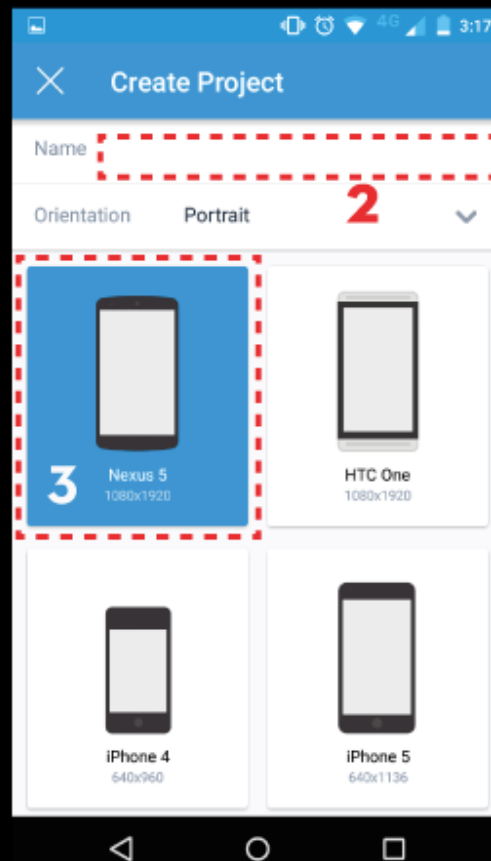 4G 3:17
Create Project
Name
2
Orientation Portrait
3
Nexus 5
1080x1920
HTC One
1080x1920
iPhone 4
640x960
iPhone 5
640x1136